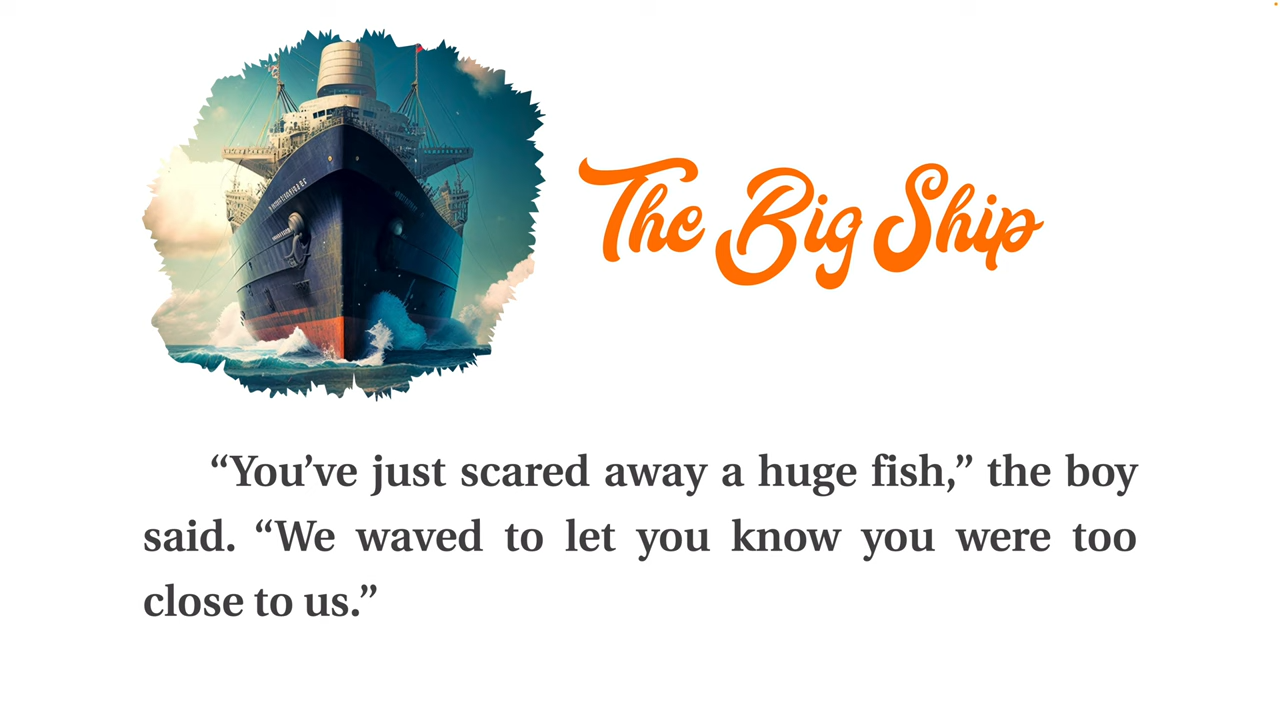 The Big Ship
“You’ve just scared away a huge fish,” the boy
said. “We waved to let you know you were too
close to us.”